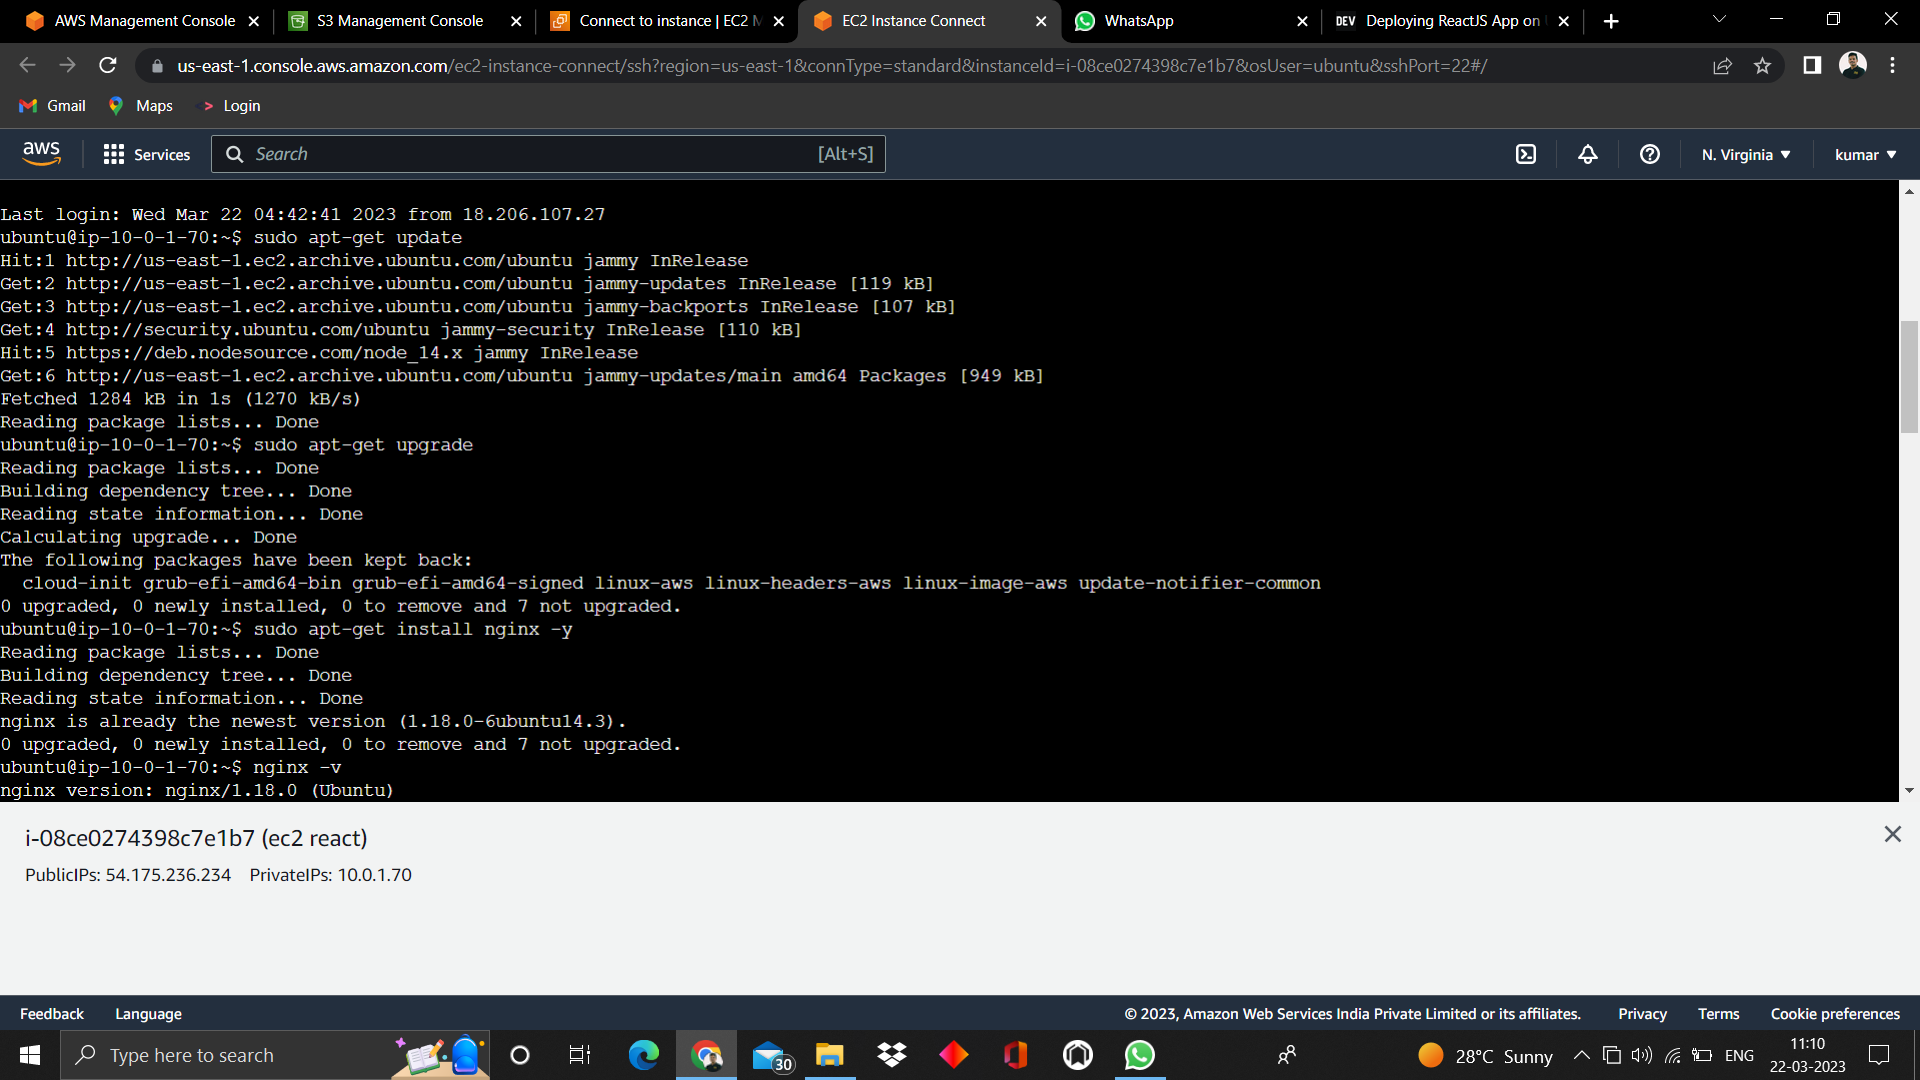 AWS Management Console
S3 Management Console
Connect to instance | EC2 M
EC2 Instance Connect
WhatsApp
DEV Deploying ReactJS App on
us-east-1.console.aws.amazon.com/ec2-instance-connect/ssh?region=us-east-1&connType=standard&instanceId=i-08ce0274398c7e1b7&osUser=ubuntu&sshPort=22#/
Gmail Maps Login
aws Services Search [Alt+S] N. Virginia kumar
Last login: Wed Mar 22 04:42:41 2023 from 18.206.107.27
ubuntu@ip-10-0-1-70:~$ sudo apt-get update
Hit:1 http://us-east-1.ec2.archive.ubuntu.com/ubuntu jammy InRelease
Get:2 http://us-east-1.ec2.archive.ubuntu.com/ubuntu jammy-updates InRelease [119 kB]
Get:3 http://us-east-1.ec2.archive.ubuntu.com/ubuntu jammy-backports InRelease [107 kB]
Get:4 http://security.ubuntu.com/ubuntu jammy-security InRelease [110 kB]
Hit:5 https://deb.nodesource.com/node_14.x jammy InRelease
Get:6 http://us-east-1.ec2.archive.ubuntu.com/ubuntu jammy-updates/main amd64 Packages [949 kB]
Fetched 1284 kB in 1s (1270 kB/s)
Reading package lists... Done
ubuntu@ip-10-0-1-70:~$ sudo apt-get upgrade
Reading package lists... Done
Building dependency tree... Done
Reading state information... Done
Calculating upgrade... Done
The following packages have been kept back:
  cloud-init grub-efi-amd64-bin grub-efi-amd64-signed linux-aws linux-headers-aws linux-image-aws update-notifier-common
0 upgraded, 0 newly installed, 0 to remove and 7 not upgraded.
ubuntu@ip-10-0-1-70:~$ sudo apt-get install nginx -y
Reading package lists... Done
Building dependency tree... Done
Reading state information... Done
nginx is already the newest version (1.18.0-6ubuntu14.3).
0 upgraded, 0 newly installed, 0 to remove and 7 not upgraded.
ubuntu@ip-10-0-1-70:~$ nginx -v
nginx version: nginx/1.18.0 (Ubuntu)
i-08ce0274398c7e1b7 (ec2 react)
PublicIPs: 54.175.236.234 PrivateIPs: 10.0.1.70
Feedback Language © 2023, Amazon Web Services India Private Limited or its affiliates. Privacy Terms Cookie preferences
Type here to search 30 28°C Sunny ENG 11:10
22-03-2023